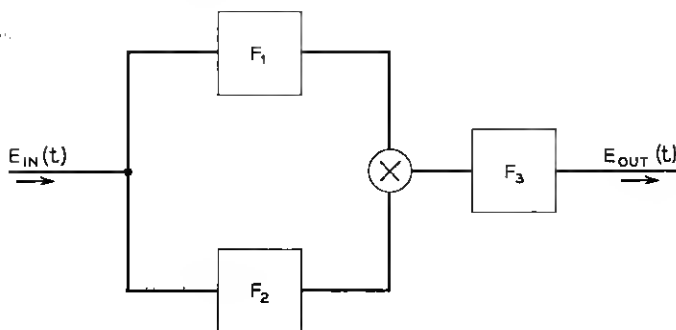 F₁
E_IN(t)
F₃
E_OUT(t)
F₂